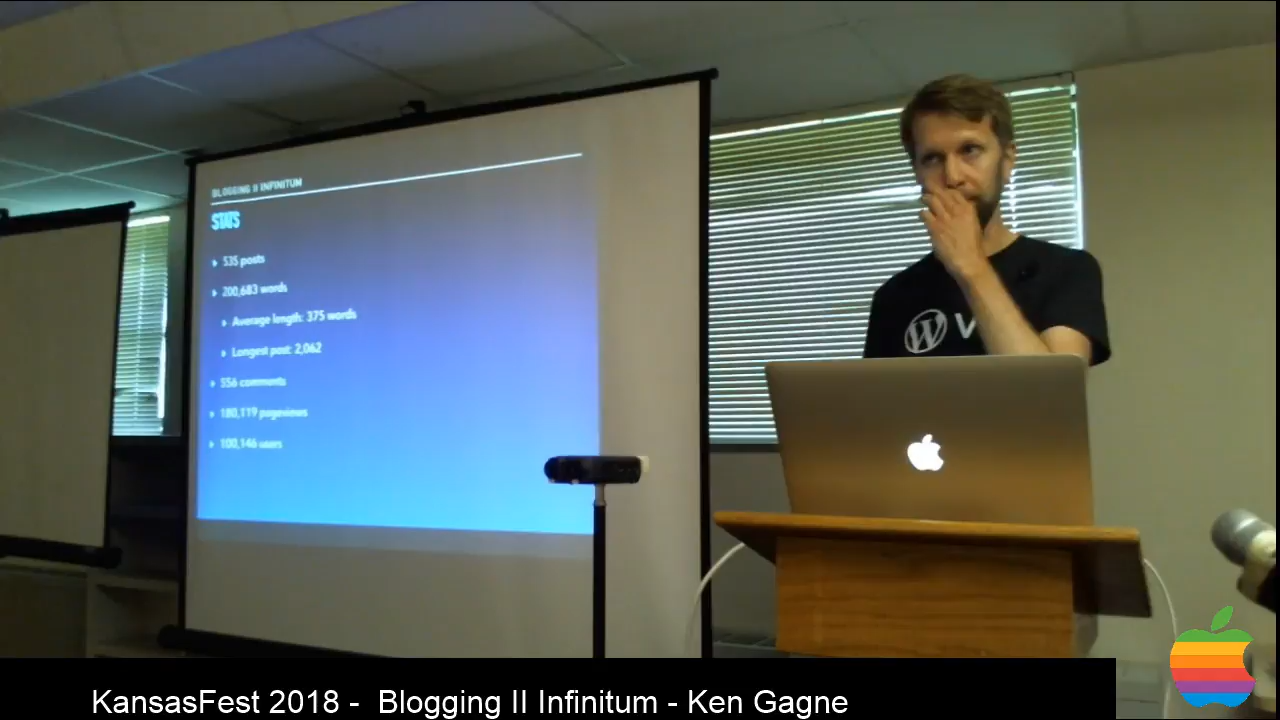 BLOGGING II INFINITUM
STATS
535 posts
200,683 words
Average length: 375 words
Longest post: 2,062
556 comments
180,119 pageviews
100,146 users
W V
KansasFest 2018 - Blogging II Infinitum - Ken Gagne